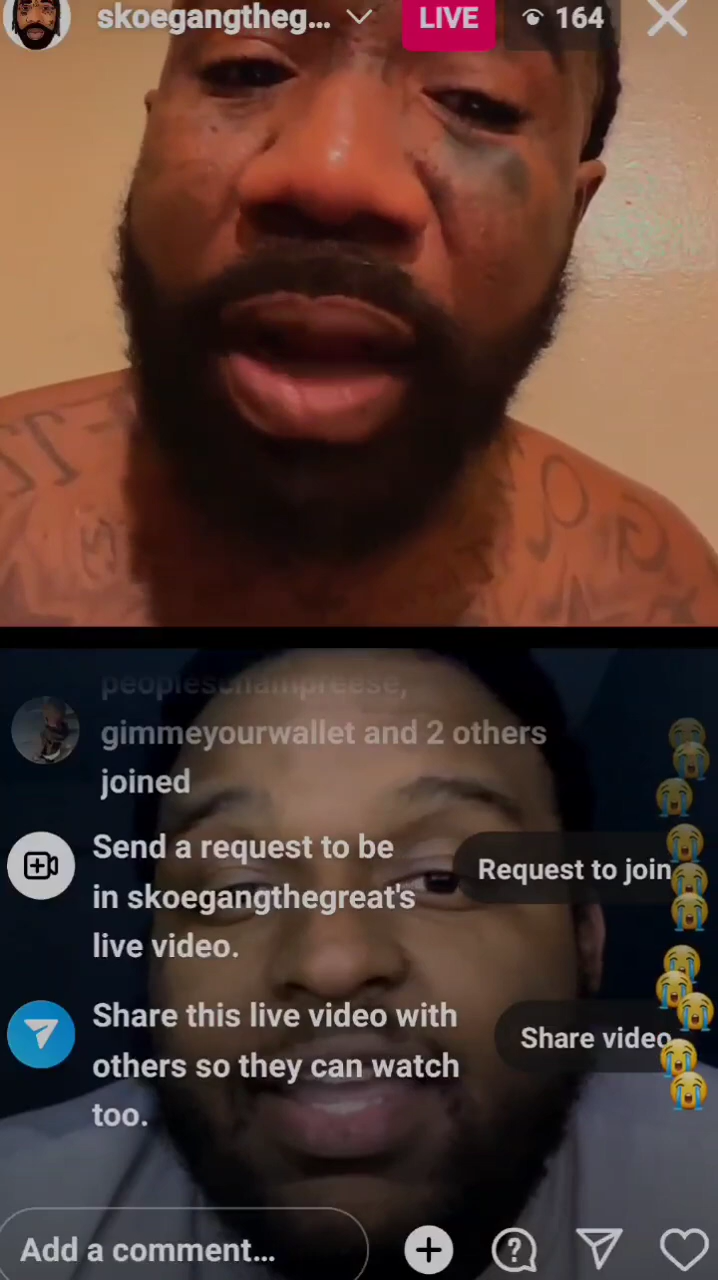 skoegangtheg...
LIVE
164
peopleschampreese,
gimmeyourwallet and 2 others
joined
Send a request to be
in skoegangthegreat's
live video.
Request to join
Share this live video with
others so they can watch
too.
Share video
Add a comment...